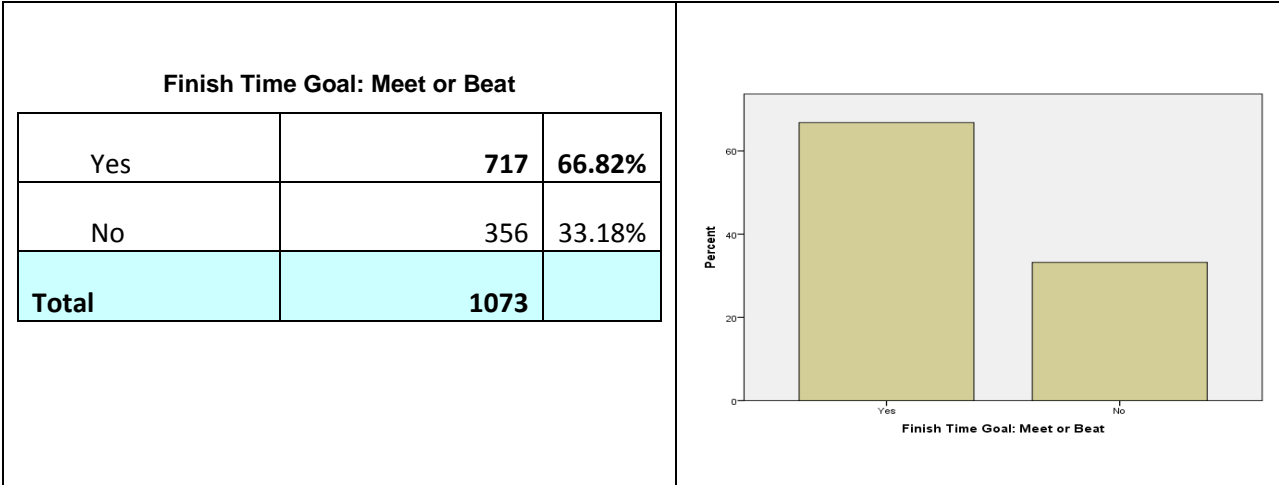 Finish Time Goal: Meet or Beat
Yes 717 66.82%
No 356 33.18%
Total 1073
60
40
20
0
Percent
Yes No
Finish Time Goal: Meet or Beat